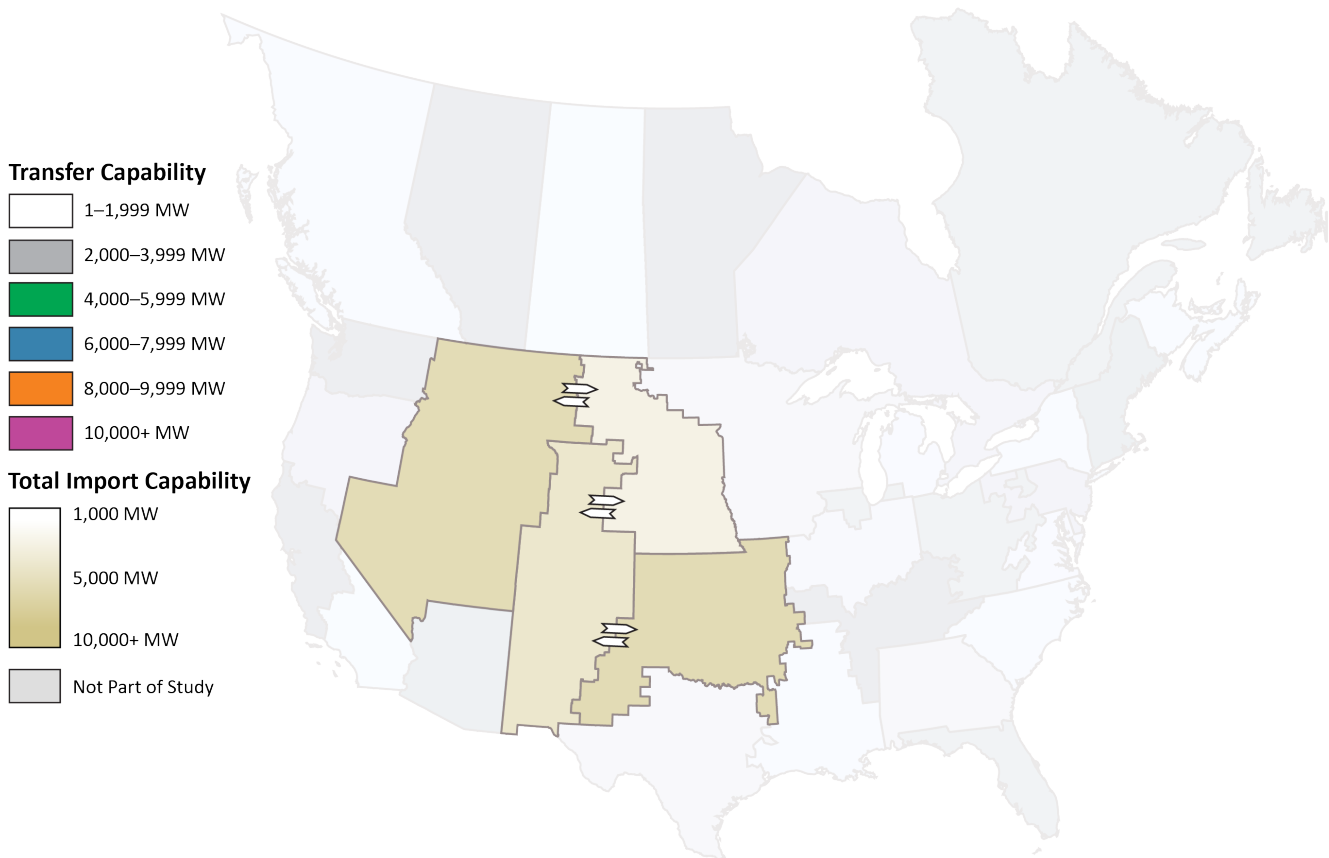 Transfer Capability
1–1,999 MW
2,000–3,999 MW
4,000–5,999 MW
6,000–7,999 MW
8,000–9,999 MW
10,000+ MW
Total Import Capability
1,000 MW
5,000 MW
10,000+ MW
Not Part of Study